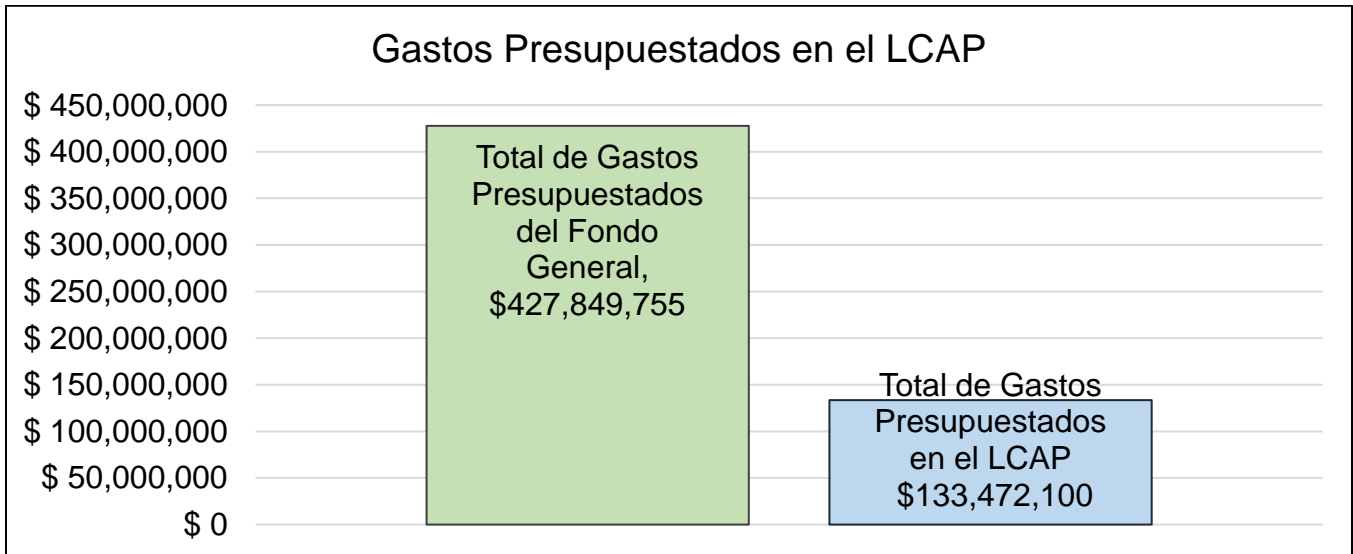 Gastos Presupuestados en el LCAP
$ 450,000,000
$ 400,000,000
$ 350,000,000
$ 300,000,000
$ 250,000,000
$ 200,000,000
$ 150,000,000
$ 100,000,000
$ 50,000,000
$ 0
Total de Gastos
Presupuestados
del Fondo
General,
$427,849,755
Total de Gastos
Presupuestados
en el LCAP
$133,472,100